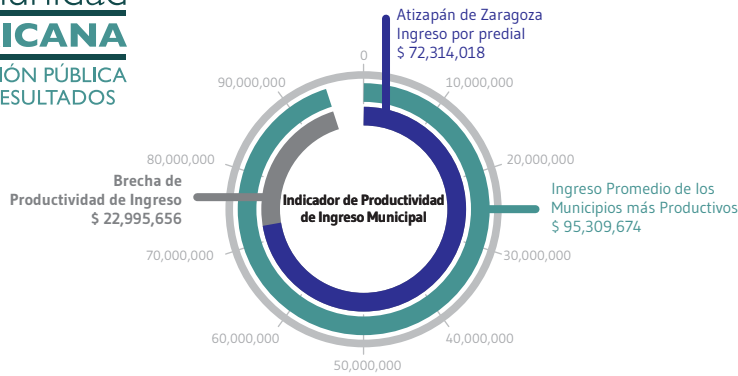 ICANA
IÓN PÚBLICA
ESULTADOS
Atizapán de Zaragoza
Ingreso por predial
$ 72,314,018
0
10,000,000
20,000,000
30,000,000
40,000,000
50,000,000
60,000,000
70,000,000
80,000,000
90,000,000
Brecha de
Productividad de Ingreso
$ 22,995,656
Indicador de Productividad
de Ingreso Municipal
Ingreso Promedio de los
Municipios más Productivos
$ 95,309,674